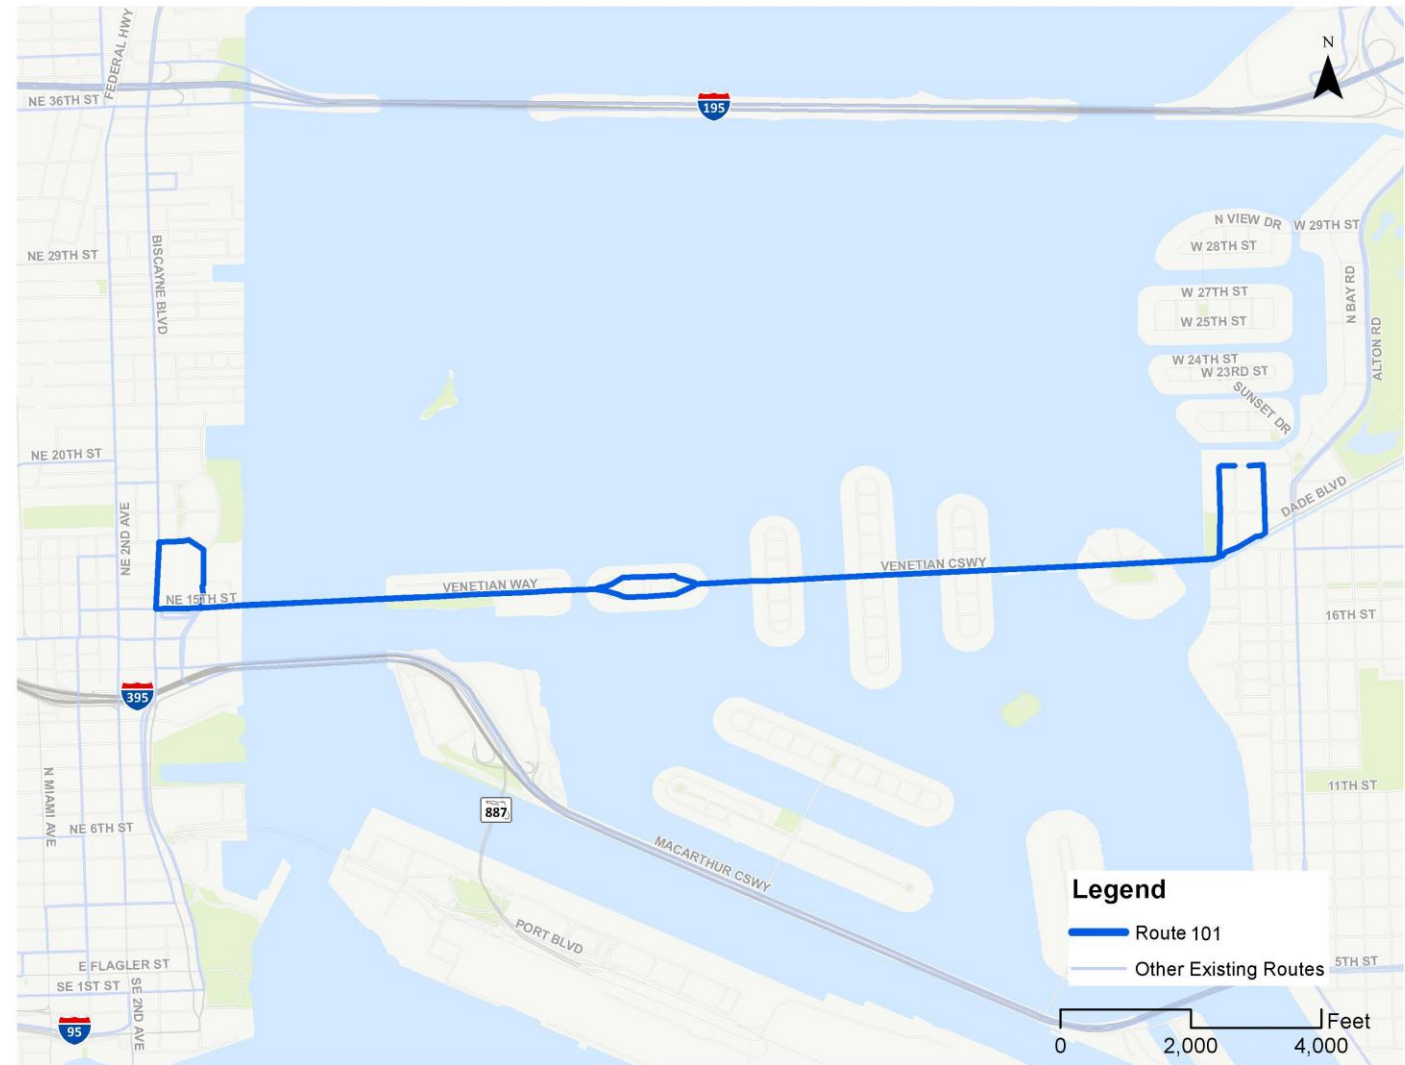 FEDERAL HWY
N
NE 36TH ST
195
N VIEW DR
W 29TH ST
W 28TH ST
NE 29TH ST
BISCAYNE BLVD
W 27TH ST
N BAY RD
W 25TH ST
ALTON RD
W 24TH ST
W 23RD ST
SUNSET DR
NE 20TH ST
DADE BLVD
NE 2ND AVE
VENETIAN CSWY
VENETIAN WAY
NE 15TH ST
16TH ST
395
N MIAMI AVE
11TH ST
887
NE 6TH ST
MACARTHUR CSWY
PORT BLVD
E FLAGLER ST
SE 1ST ST
SE 2ND AVE
95
5TH ST
Legend
Route 101
Other Existing Routes
Feet
0 2,000 4,000